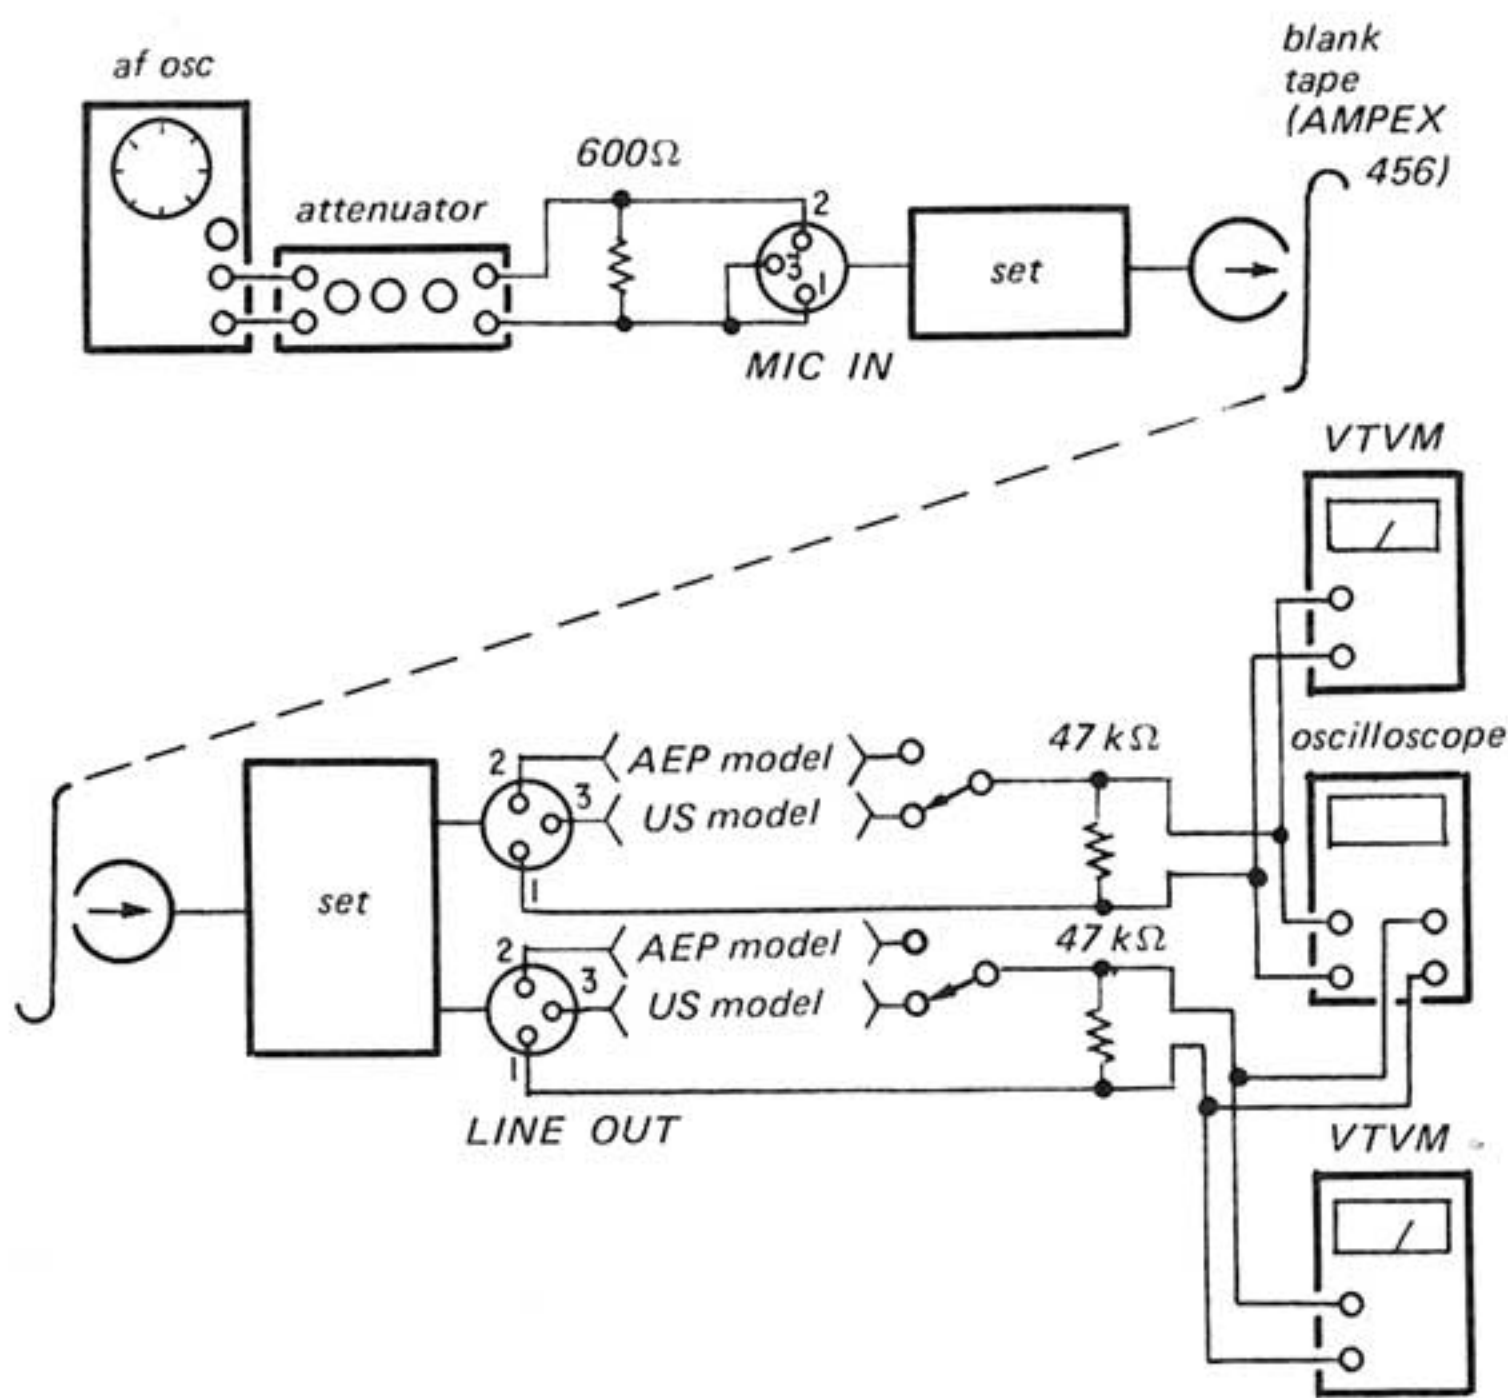 af osc
blank
tape
(AMPEX
456)
600Ω
attenuator
2
3
1
set
MIC IN
VTVM
47 kΩ
oscilloscope
2
AEP model
3
US model
1
set
47 kΩ
2
AEP model
3
US model
1
LINE OUT
VTVM